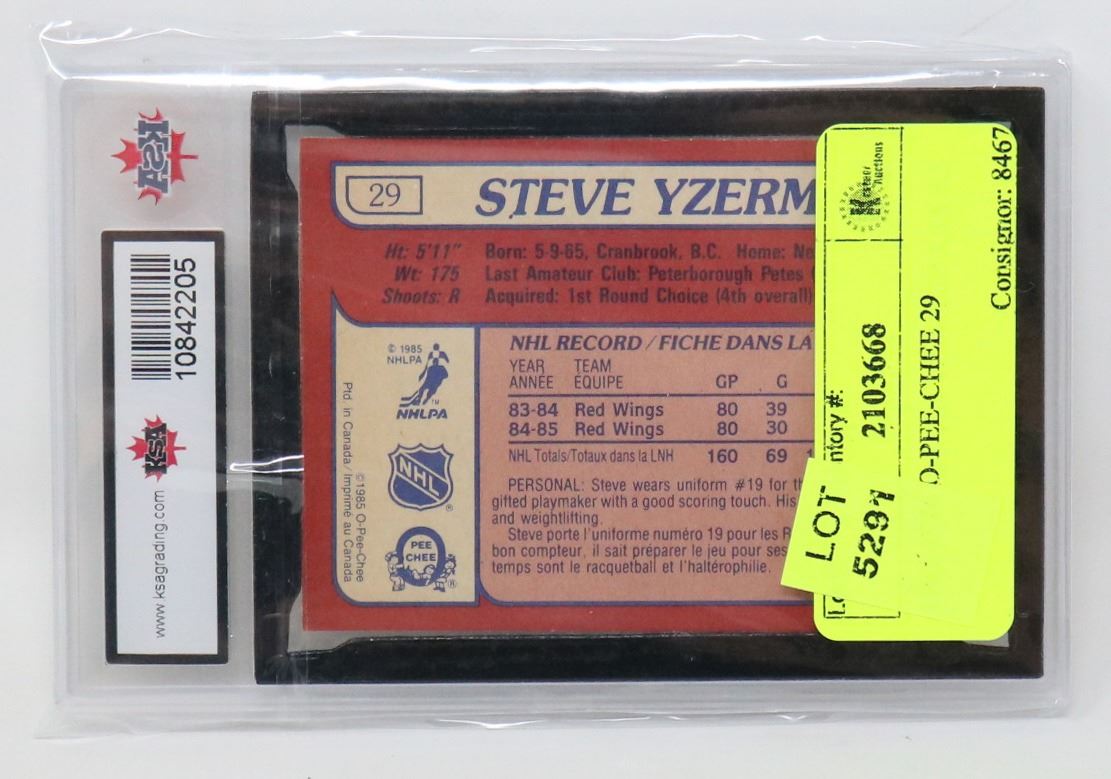 KSA
10842205
KSA
www.ksagrading.com
29
STEVE YZERM
Ht: 5'11" Born: 5-9-65, Cranbrook, B.C. Home: Ne
Wt: 175 Last Amateur Club: Peterborough Petes
Shoots: R Acquired: 1st Round Choice (4th overall)
© 1985
NHLPA
NHLPA
NHL
PEE
CHEE
©1985 O-Pee-Chee
Ptd. in Canada/Imprimé au Canada
NHL RECORD/FICHE DANS LA
YEAR TEAM
ANNÉE ÉQUIPE GP G
83-84 Red Wings 80 39
84-85 Red Wings 80 30
NHL Totals/Totaux dans la LNH 160 69 1
PERSONAL: Steve wears uniform #19 for th
gifted playmaker with a good scoring touch. His
and weightlifting.
Steve porte l'uniforme numéro 19 pour les R
bon compteur, il sait préparer le jeu pour ses
temps sont le racquetball et l'haltérophilie.
Auctions
ntory #: 2103668
O-PEE-CHEE 29
Consignor: 8467
LOT